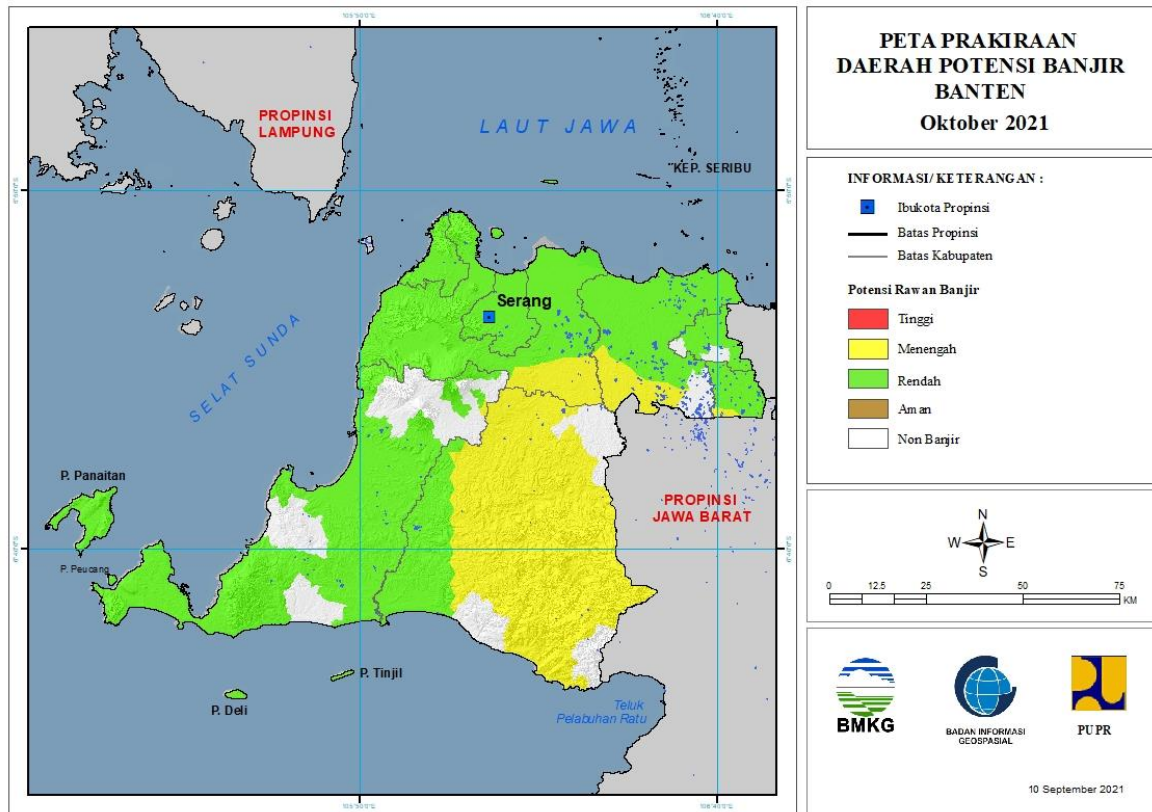 PETA PRAKIRAAN
DAERAH POTENSI BANJIR
BANTEN
Oktober 2021
INFORMASI/ KETERANGAN :
Ibukota Propinsi
Batas Propinsi
Batas Kabupaten
Potensi Rawan Banjir
Tinggi
Menengah
Rendah
Aman
Non Banjir
N
W E
S
0 12.5 25 50 75
KM
BMKG
BADAN INFORMASI
GEOSPASIAL
PUPR
10 September 2021
PROPINSI
LAMPUNG
LAUT JAWA
KEP. SERIBU
Serang
SELAT SUNDA
P. Panaitan
P. Peucang
PROPINSI
JAWA BARAT
P. Tinjil
P. Deli
Teluk
Pelabuhan Ratu